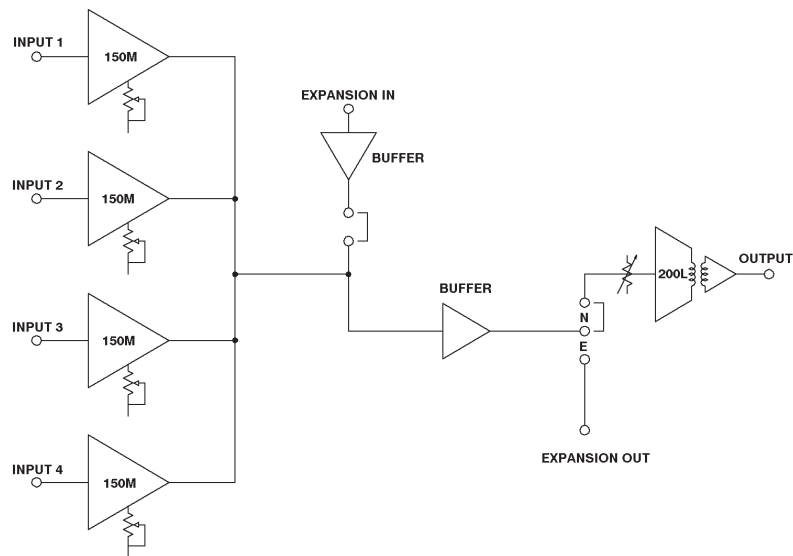 INPUT 1
150M
EXPANSION IN
BUFFER
INPUT 2
150M
OUTPUT
200L
BUFFER
N
E
INPUT 3
150M
EXPANSION OUT
INPUT 4
150M